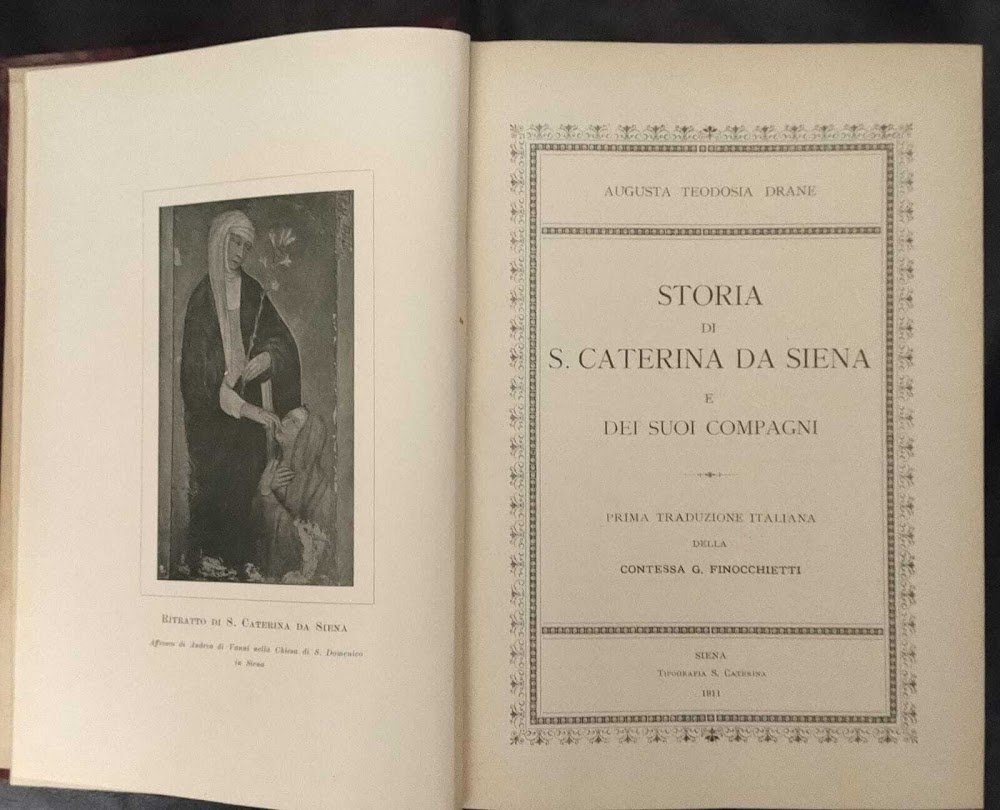 RITRATTO DI S. CATERINA DA SIENA
Affresco di Andrea di Vanni nella Chiesa di S. Domenico
in Siena
AUGUSTA TEODOSIA DRANE
STORIA
DI
S. CATERINA DA SIENA
E
DEI SUOI COMPAGNI
PRIMA TRADUZIONE ITALIANA
DELLA
CONTESSA G. FINOCCHIETTI
SIENA
TIPOGRAFIA S. CATERINA
1911